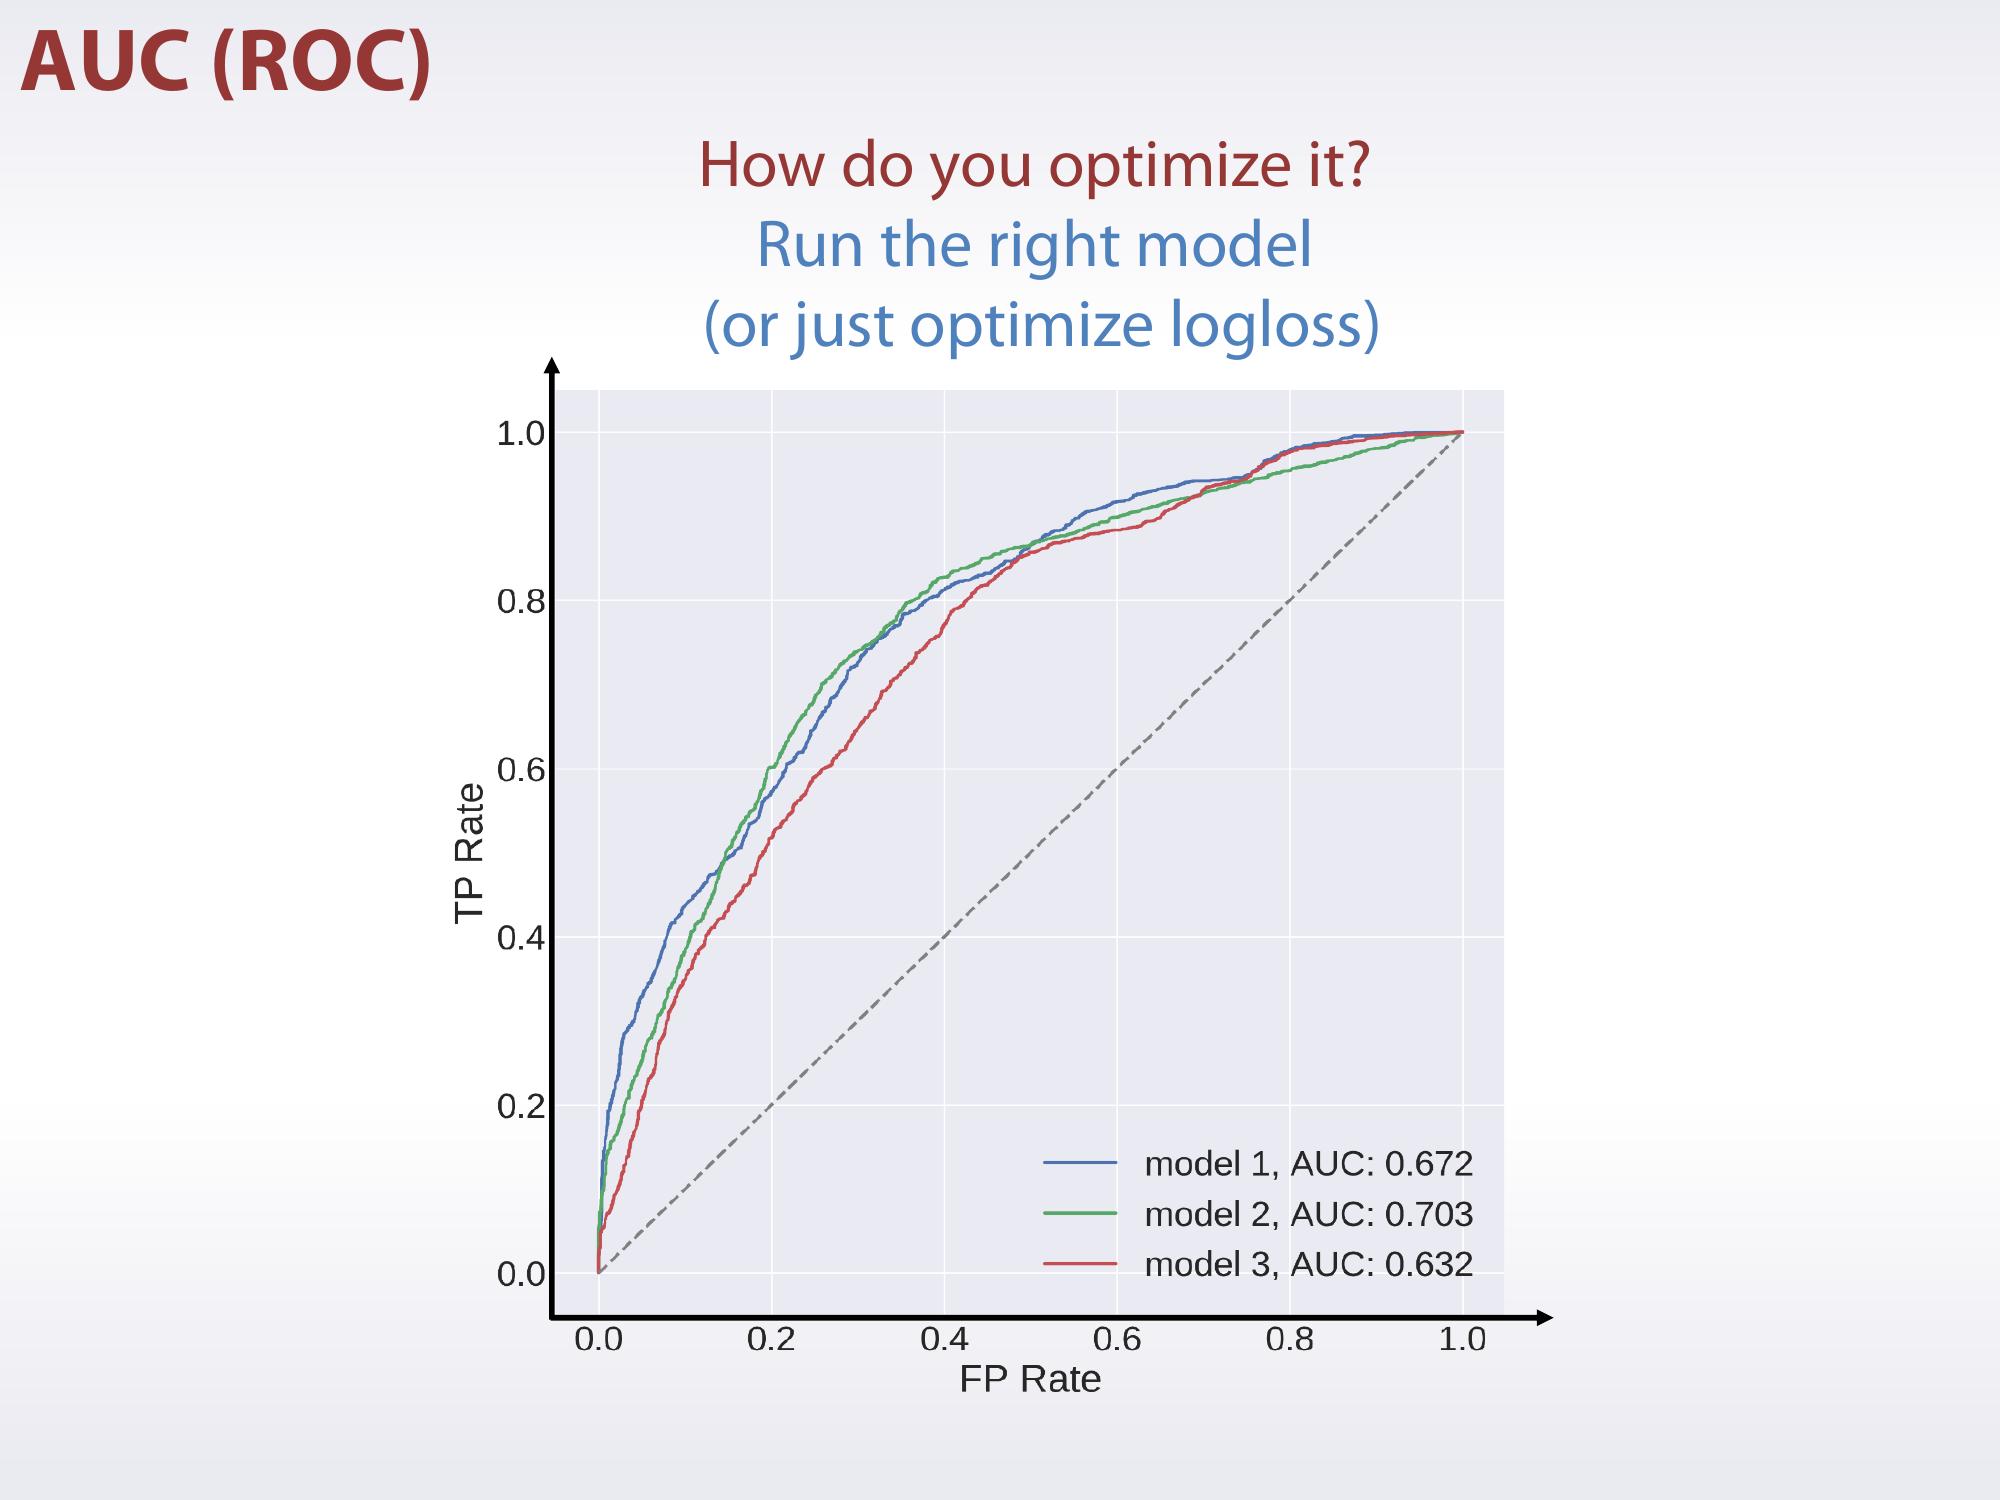 AUC (ROC)
How do you optimize it?
Run the right model
(or just optimize logloss)
1.0
0.8
0.6
0.4
0.2
0.0
TP Rate
model 1, AUC: 0.672
model 2, AUC: 0.703
model 3, AUC: 0.632
0.0 0.2 0.4 0.6 0.8 1.0
FP Rate